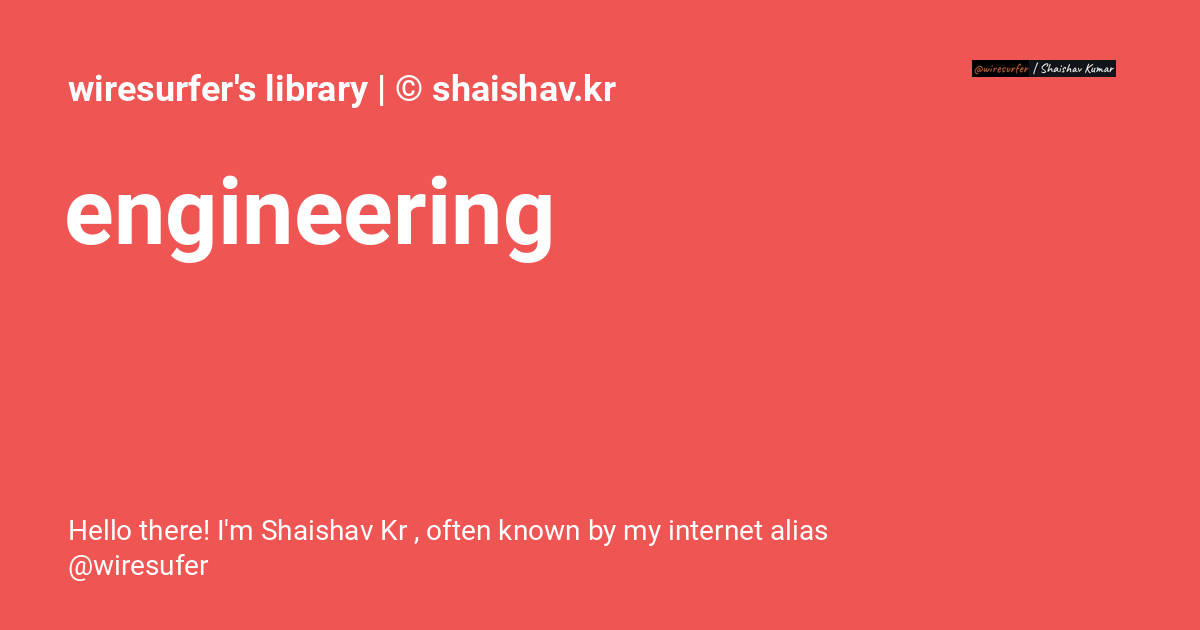 wiresurfer's library | © shaishav.kr
@wiresurfer | Shaishav Kumar
engineering
Hello there! I'm Shaishav Kr , often known by my internet alias
@wiresufer